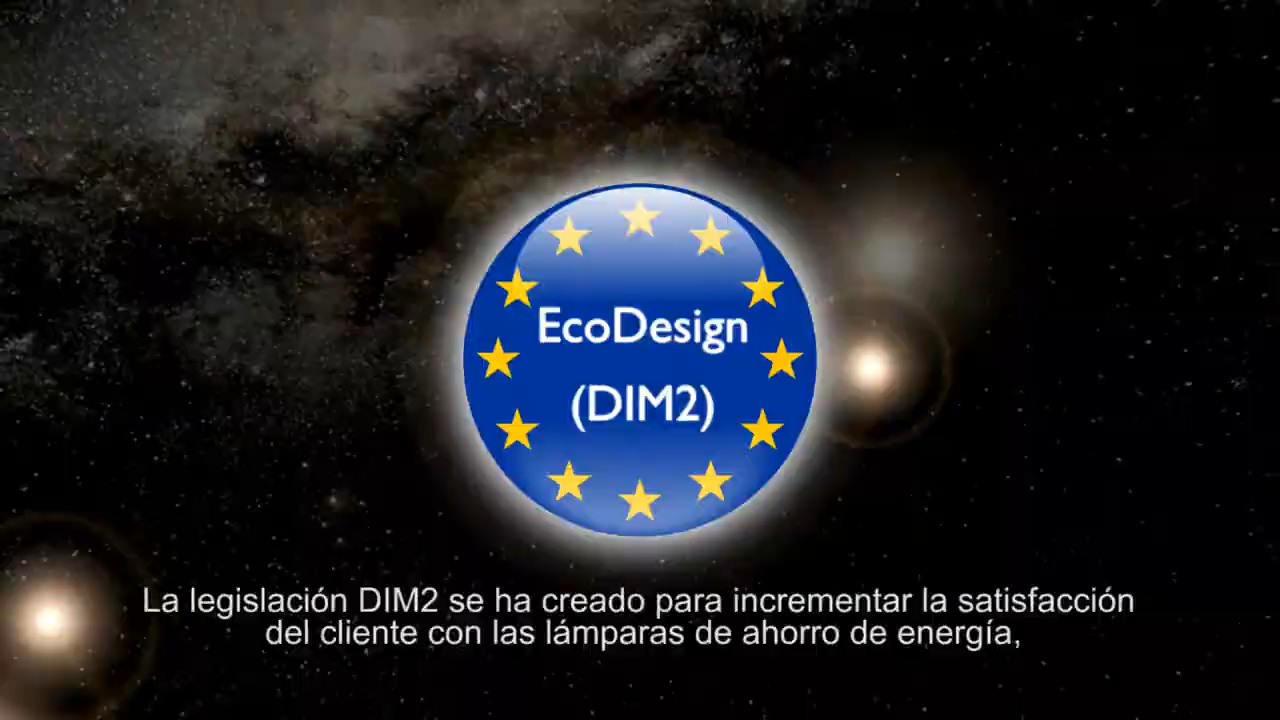 EcoDesign
(DIM2)
La legislación DIM2 se ha creado para incrementar la satisfacción
del cliente con las lámparas de ahorro de energía,